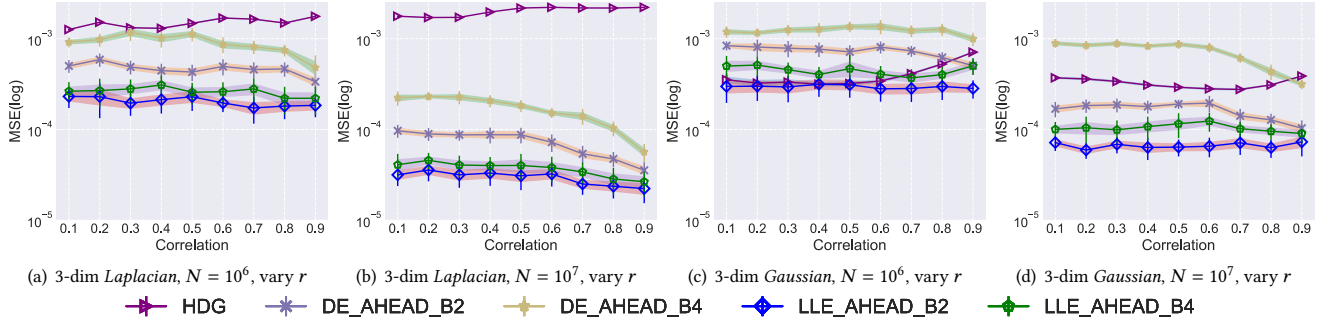 MSE(log)
10⁻³
10⁻⁴
10⁻⁵
0.1 0.2 0.3 0.4 0.5 0.6 0.7 0.8 0.9
Correlation
(a) 3-dim Laplacian, N = 10⁶, vary r
MSE(log)
10⁻³
10⁻⁴
10⁻⁵
0.1 0.2 0.3 0.4 0.5 0.6 0.7 0.8 0.9
Correlation
(b) 3-dim Laplacian, N = 10⁷, vary r
MSE(log)
10⁻³
10⁻⁴
10⁻⁵
0.1 0.2 0.3 0.4 0.5 0.6 0.7 0.8 0.9
Correlation
(c) 3-dim Gaussian, N = 10⁶, vary r
MSE(log)
10⁻³
10⁻⁴
10⁻⁵
0.1 0.2 0.3 0.4 0.5 0.6 0.7 0.8 0.9
Correlation
(d) 3-dim Gaussian, N = 10⁷, vary r
HDG DE_AHEAD_B2 DE_AHEAD_B4 LLE_AHEAD_B2 LLE_AHEAD_B4